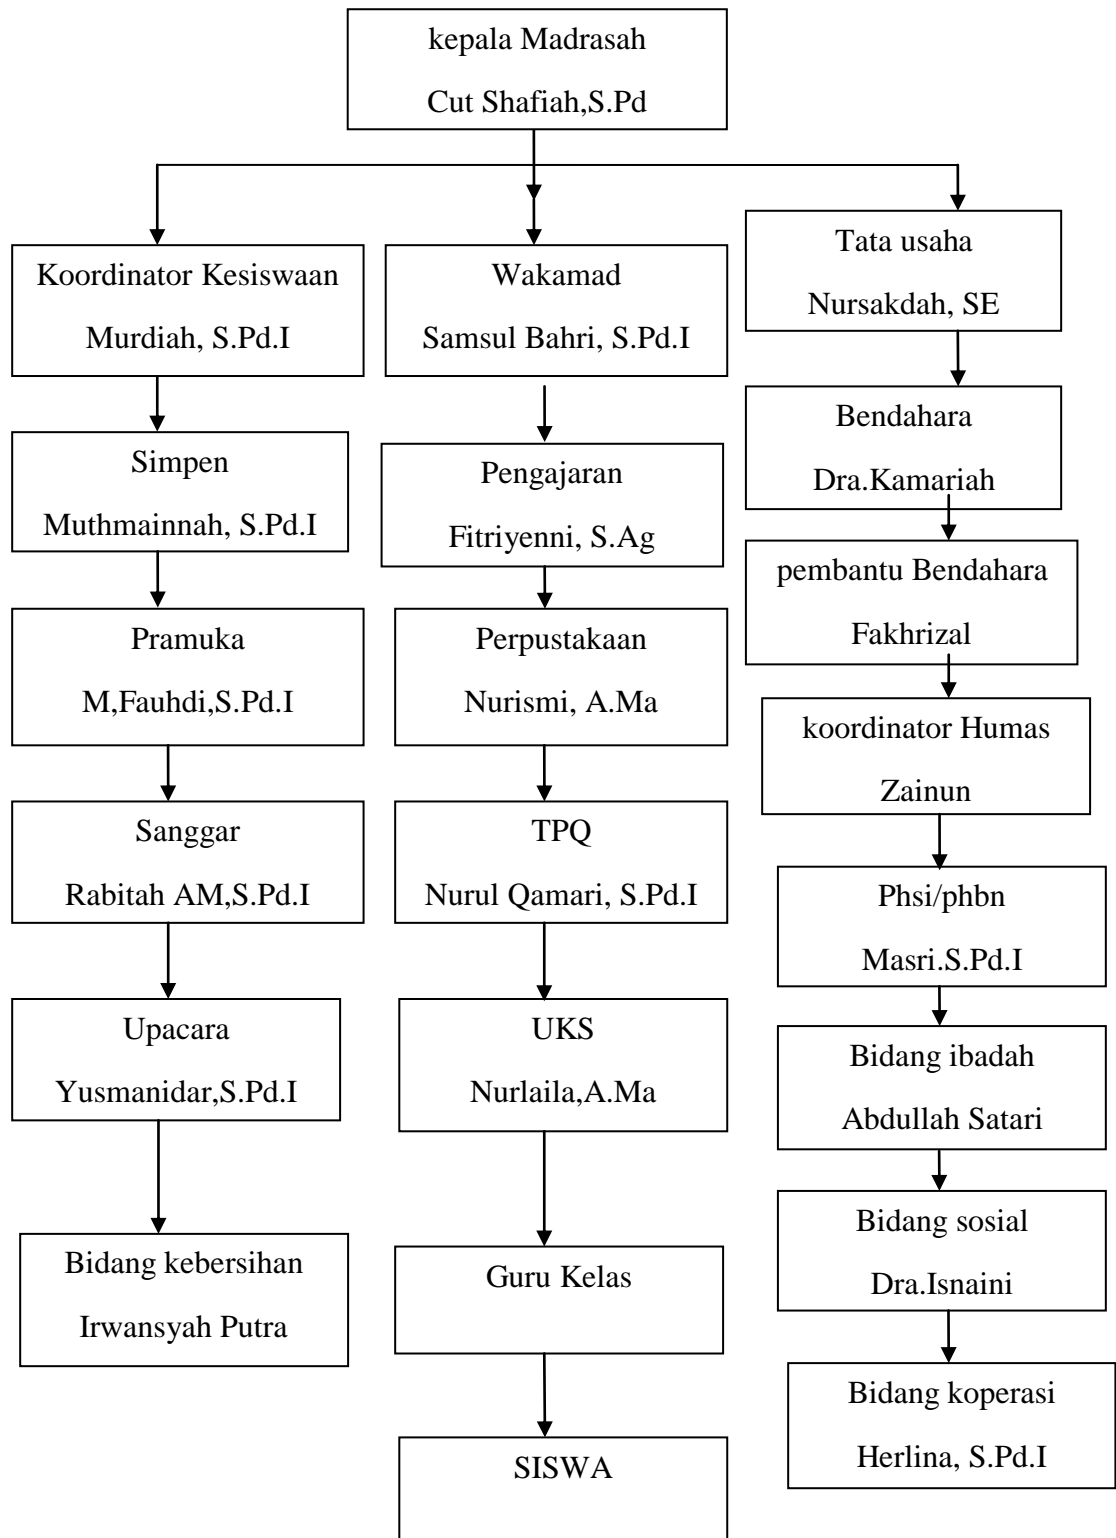 kepala Madrasah
Cut Shafiah,S.Pd
Koordinator Kesiswaan
Murdiah, S.Pd.I
Simpen
Muthmainnah, S.Pd.I
Pramuka
M,Fauhdi,S.Pd.I
Sanggar
Rabitah AM,S.Pd.I
Upacara
Yusmanidar,S.Pd.I
Bidang kebersihan
Irwansyah Putra
Wakamad
Samsul Bahri, S.Pd.I
Pengajaran
Fitriyenni, S.Ag
Perpustakaan
Nurismi, A.Ma
TPQ
Nurul Qamari, S.Pd.I
UKS
Nurlaila,A.Ma
Guru Kelas
SISWA
Tata usaha
Nursakdah, SE
Bendahara
Dra.Kamariah
pembantu Bendahara
Fakhrizal
koordinator Humas
Zainun
Phsi/phbn
Masri.S.Pd.I
Bidang ibadah
Abdullah Satari
Bidang sosial
Dra.Isnaini
Bidang koperasi
Herlina, S.Pd.I